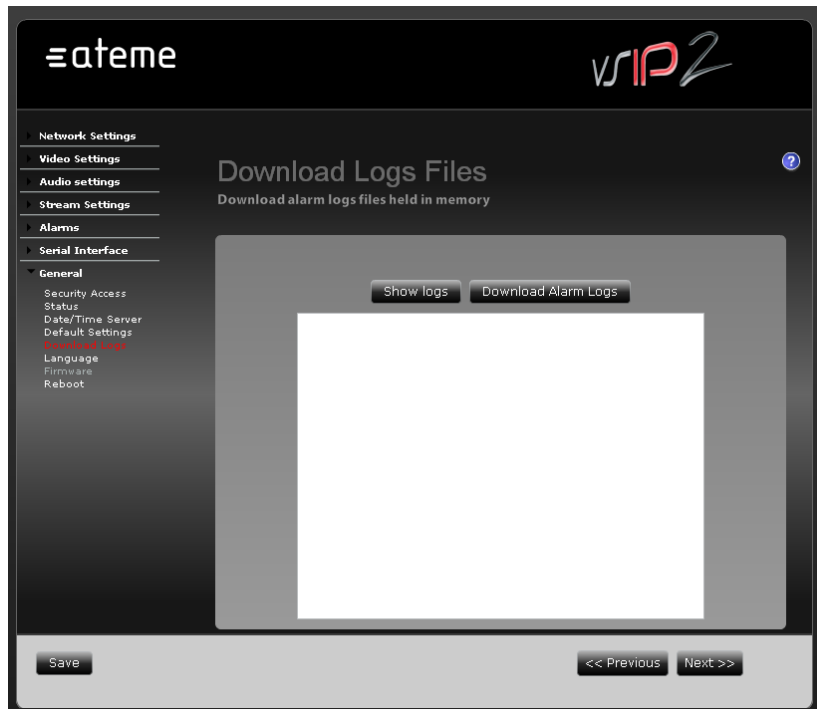 ateme
vsIP2
Network Settings
Video Settings
Audio settings
Stream Settings
Alarms
Serial Interface
General
Security Access
Status
Date/Time Server
Default Settings
Download Logs
Language
Firmware
Reboot
Download Logs Files
Download alarm logs files held in memory
?
Show logs
Download Alarm Logs
Save
<< Previous
Next >>